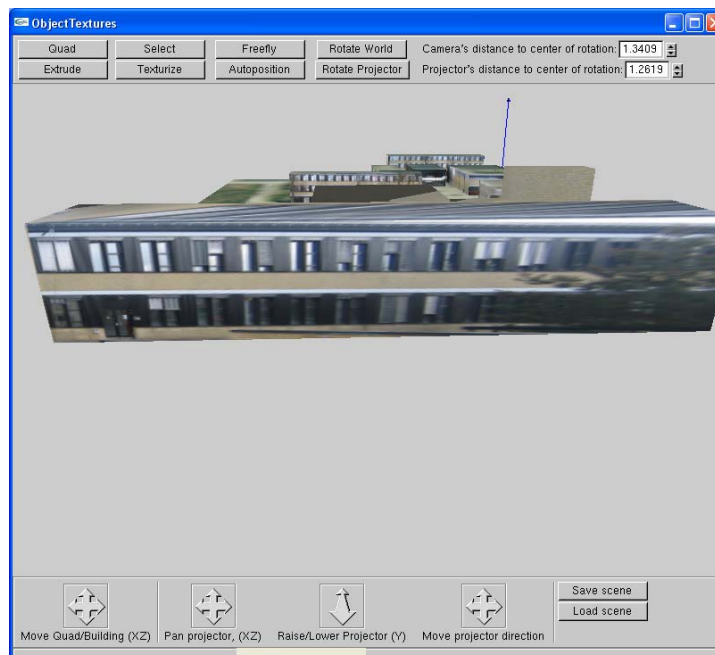 ObjectTextures
Quad Select Freefly Rotate World Camera's distance to center of rotation: 1.3409
Extrude Texturize Autoposition Rotate Projector Projector's distance to center of rotation: 1.2619
Save scene
Load scene
Move Quad/Building (XZ) Pan projector, (XZ) Raise/Lower Projector (Y) Move projector direction